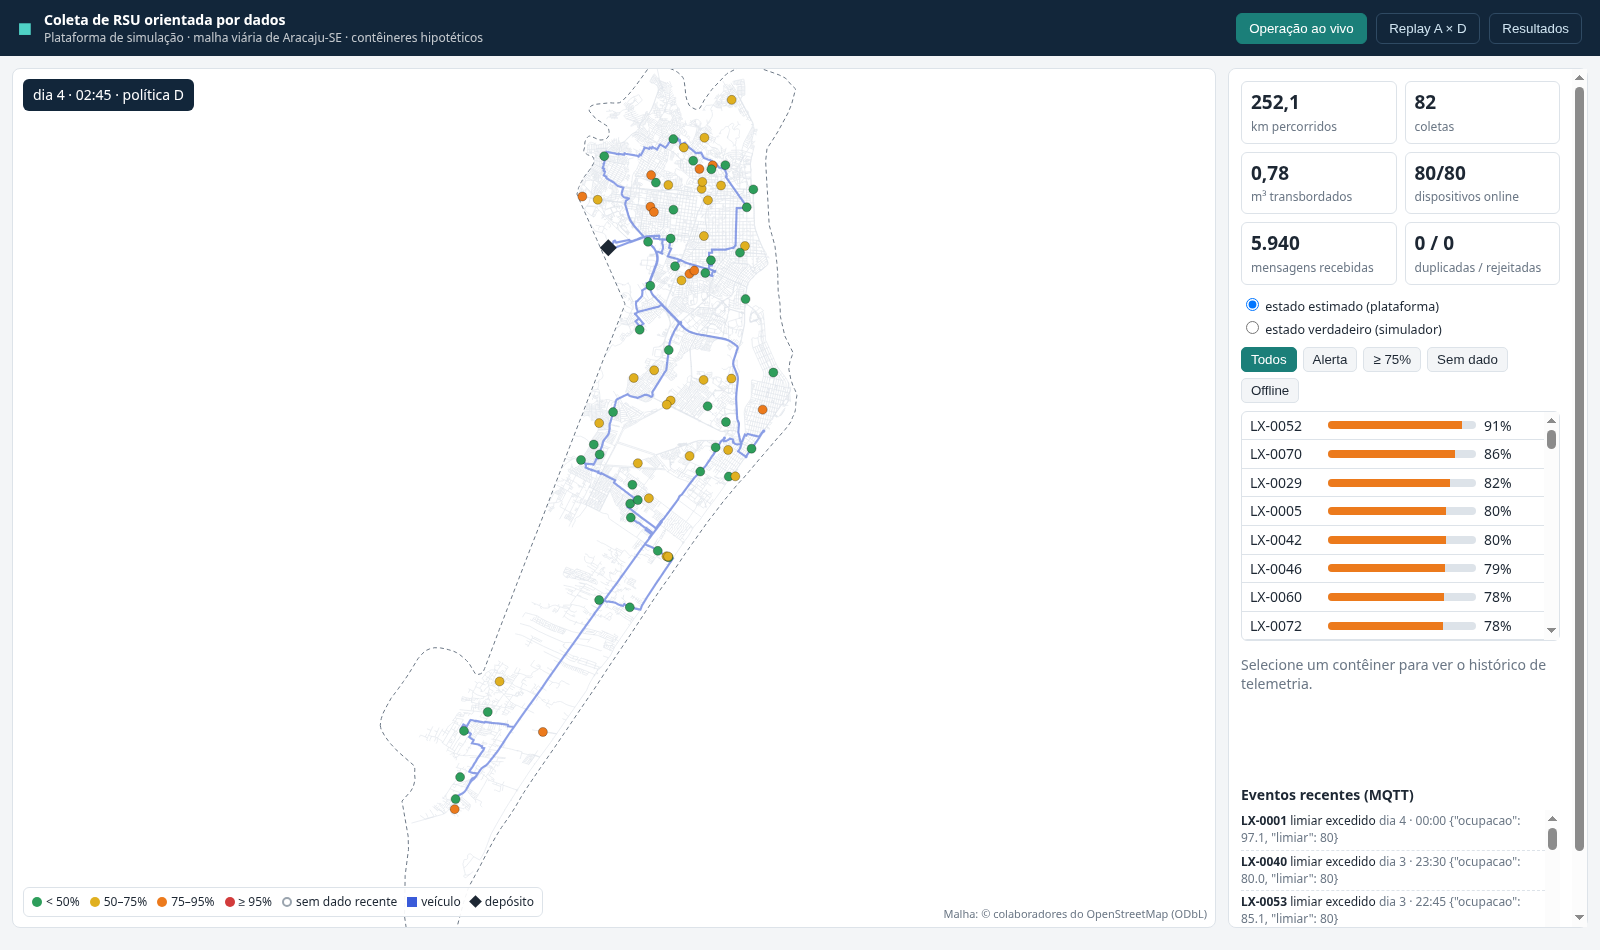 Coleta de RSU orientada por dados
Plataforma de simulação · malha viária de Aracaju-SE · contêineres hipotéticos
Operação ao vivo
Replay A × D
Resultados
dia 4 · 02:45 · política D
252,1
km percorridos
82
coletas
0,78
m³ transbordados
80/80
dispositivos online
5.940
mensagens recebidas
0 / 0
duplicadas / rejeitadas
estado estimado (plataforma)
estado verdadeiro (simulador)
Todos
Alerta
≥ 75%
Sem dado
Offline
LX-0052 91%
LX-0070 86%
LX-0029 82%
LX-0005 80%
LX-0042 80%
LX-0046 79%
LX-0060 78%
LX-0072 78%
Selecione um contêiner para ver o histórico de
telemetria.
Eventos recentes (MQTT)
LX-0001 limiar excedido dia 4 · 00:00 {"ocupacao":
97.1, "limiar": 80}
LX-0040 limiar excedido dia 3 · 23:30 {"ocupacao":
80.0, "limiar": 80}
LX-0053 limiar excedido dia 3 · 22:45 {"ocupacao":
85.1, "limiar": 80}
< 50% 50–75% 75–95% ≥ 95% sem dado recente veículo depósito
Malha: © colaboradores do OpenStreetMap (ODbL)